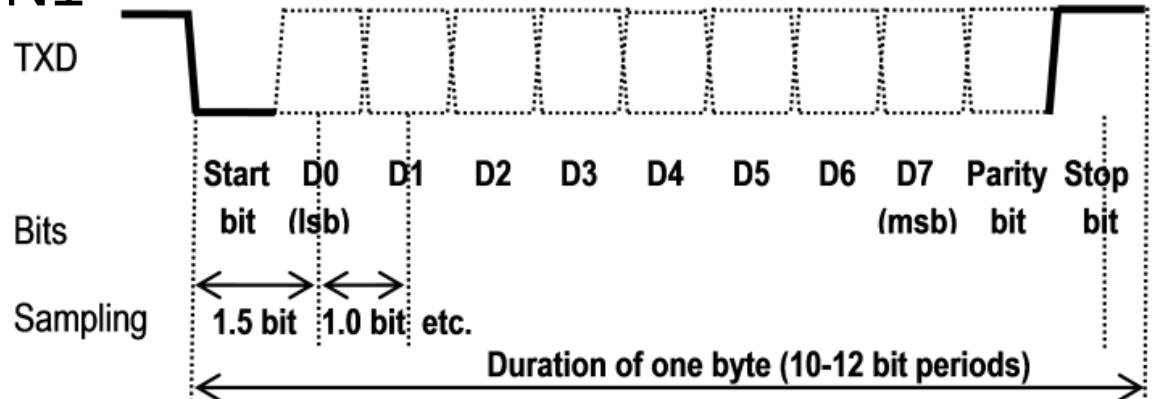 TXD
Start D0 D1 D2 D3 D4 D5 D6 D7 Parity Stop
Bits bit (lsb) (msb) bit bit
Sampling 1.5 bit 1.0 bit etc.
Duration of one byte (10-12 bit periods)